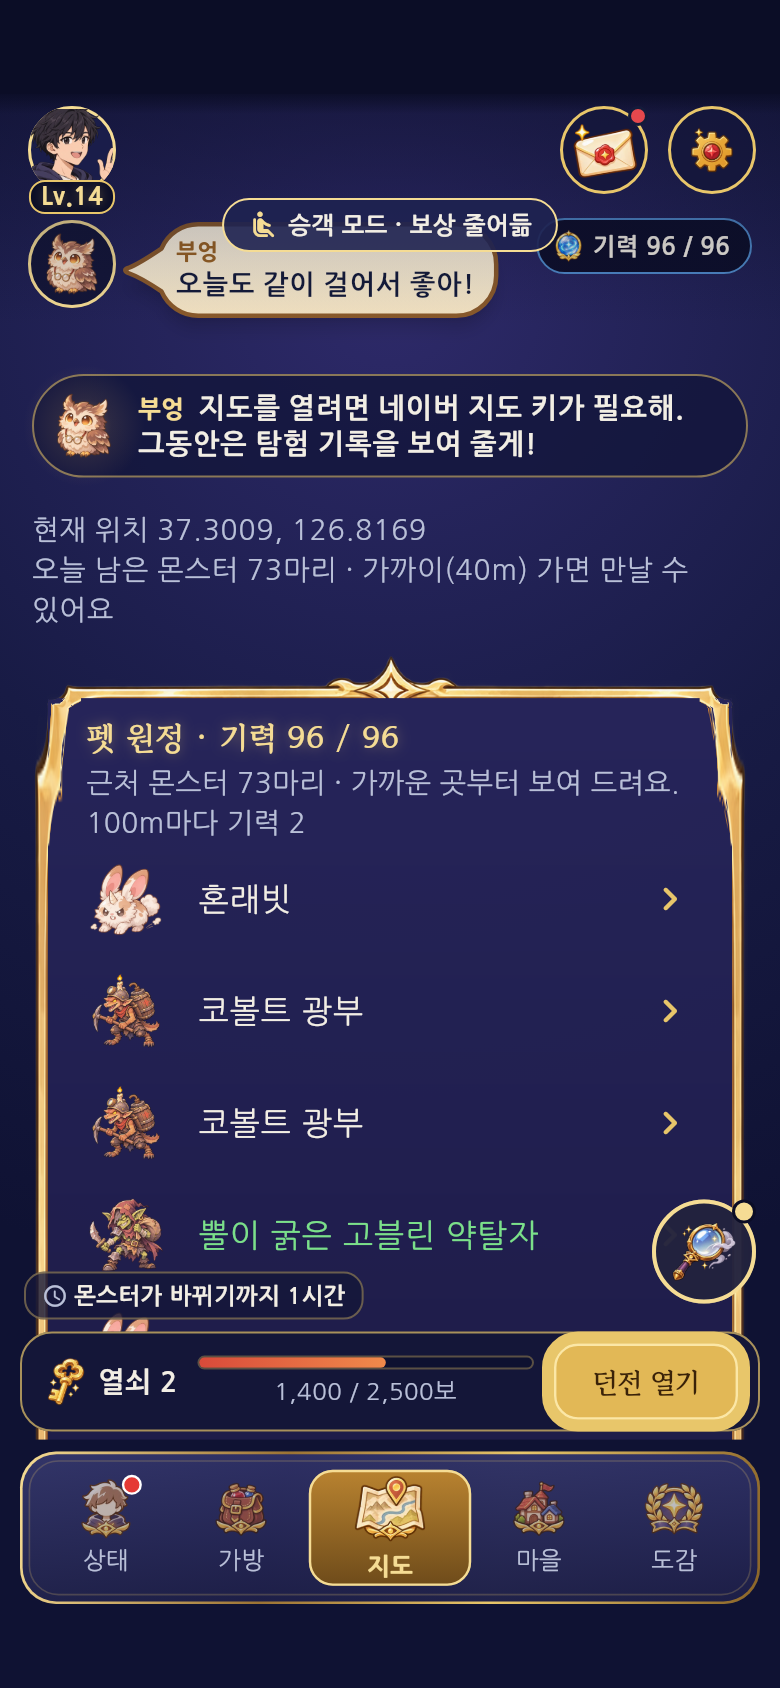 Lv.14
승객 모드 · 보상 줄어듦
부엉
오늘도 같이 걸어서 좋아!
기력 96 / 96
부엉 지도를 열려면 네이버 지도 키가 필요해.
그동안은 탐험 기록을 보여 줄게!
현재 위치 37.3009, 126.8169
오늘 남은 몬스터 73마리 · 가까이(40m) 가면 만날 수
있어요
펫 원정 · 기력 96 / 96
근처 몬스터 73마리 · 가까운 곳부터 보여 드려요.
100m마다 기력 2
혼래빗
코볼트 광부
코볼트 광부
뿔이 굵은 고블린 약탈자
몬스터가 바뀌기까지 1시간
열쇠 2
1,400 / 2,500보
던전 열기
상태
가방
지도
마을
도감